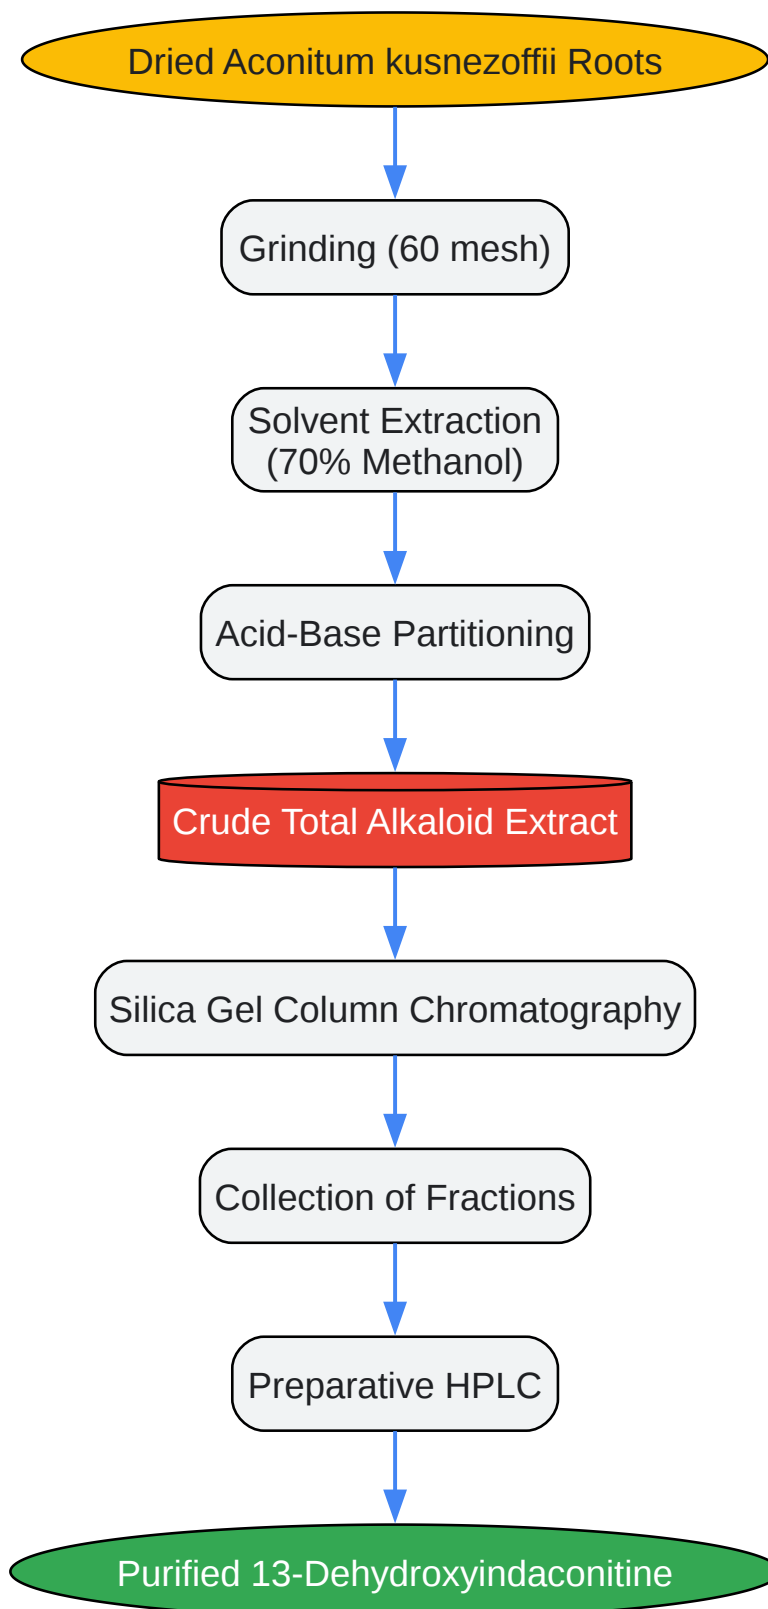 Dried Aconitum kusnezoffii Roots
Grinding (60 mesh)
Solvent Extraction
(70% Methanol)
Acid-Base Partitioning
Crude Total Alkaloid Extract
Silica Gel Column Chromatography
Collection of Fractions
Preparative HPLC
Purified 13-Dehydroxyindaconitine